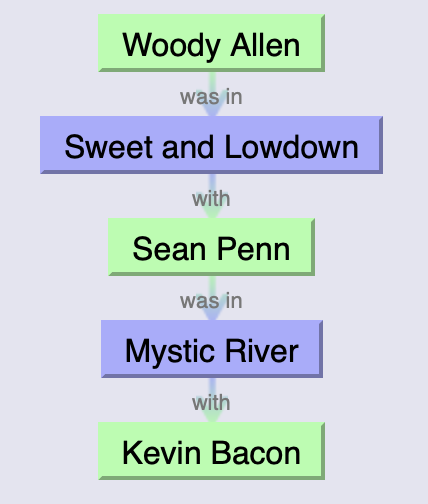 Woody Allen
was in
Sweet and Lowdown
with
Sean Penn
was in
Mystic River
with
Kevin Bacon